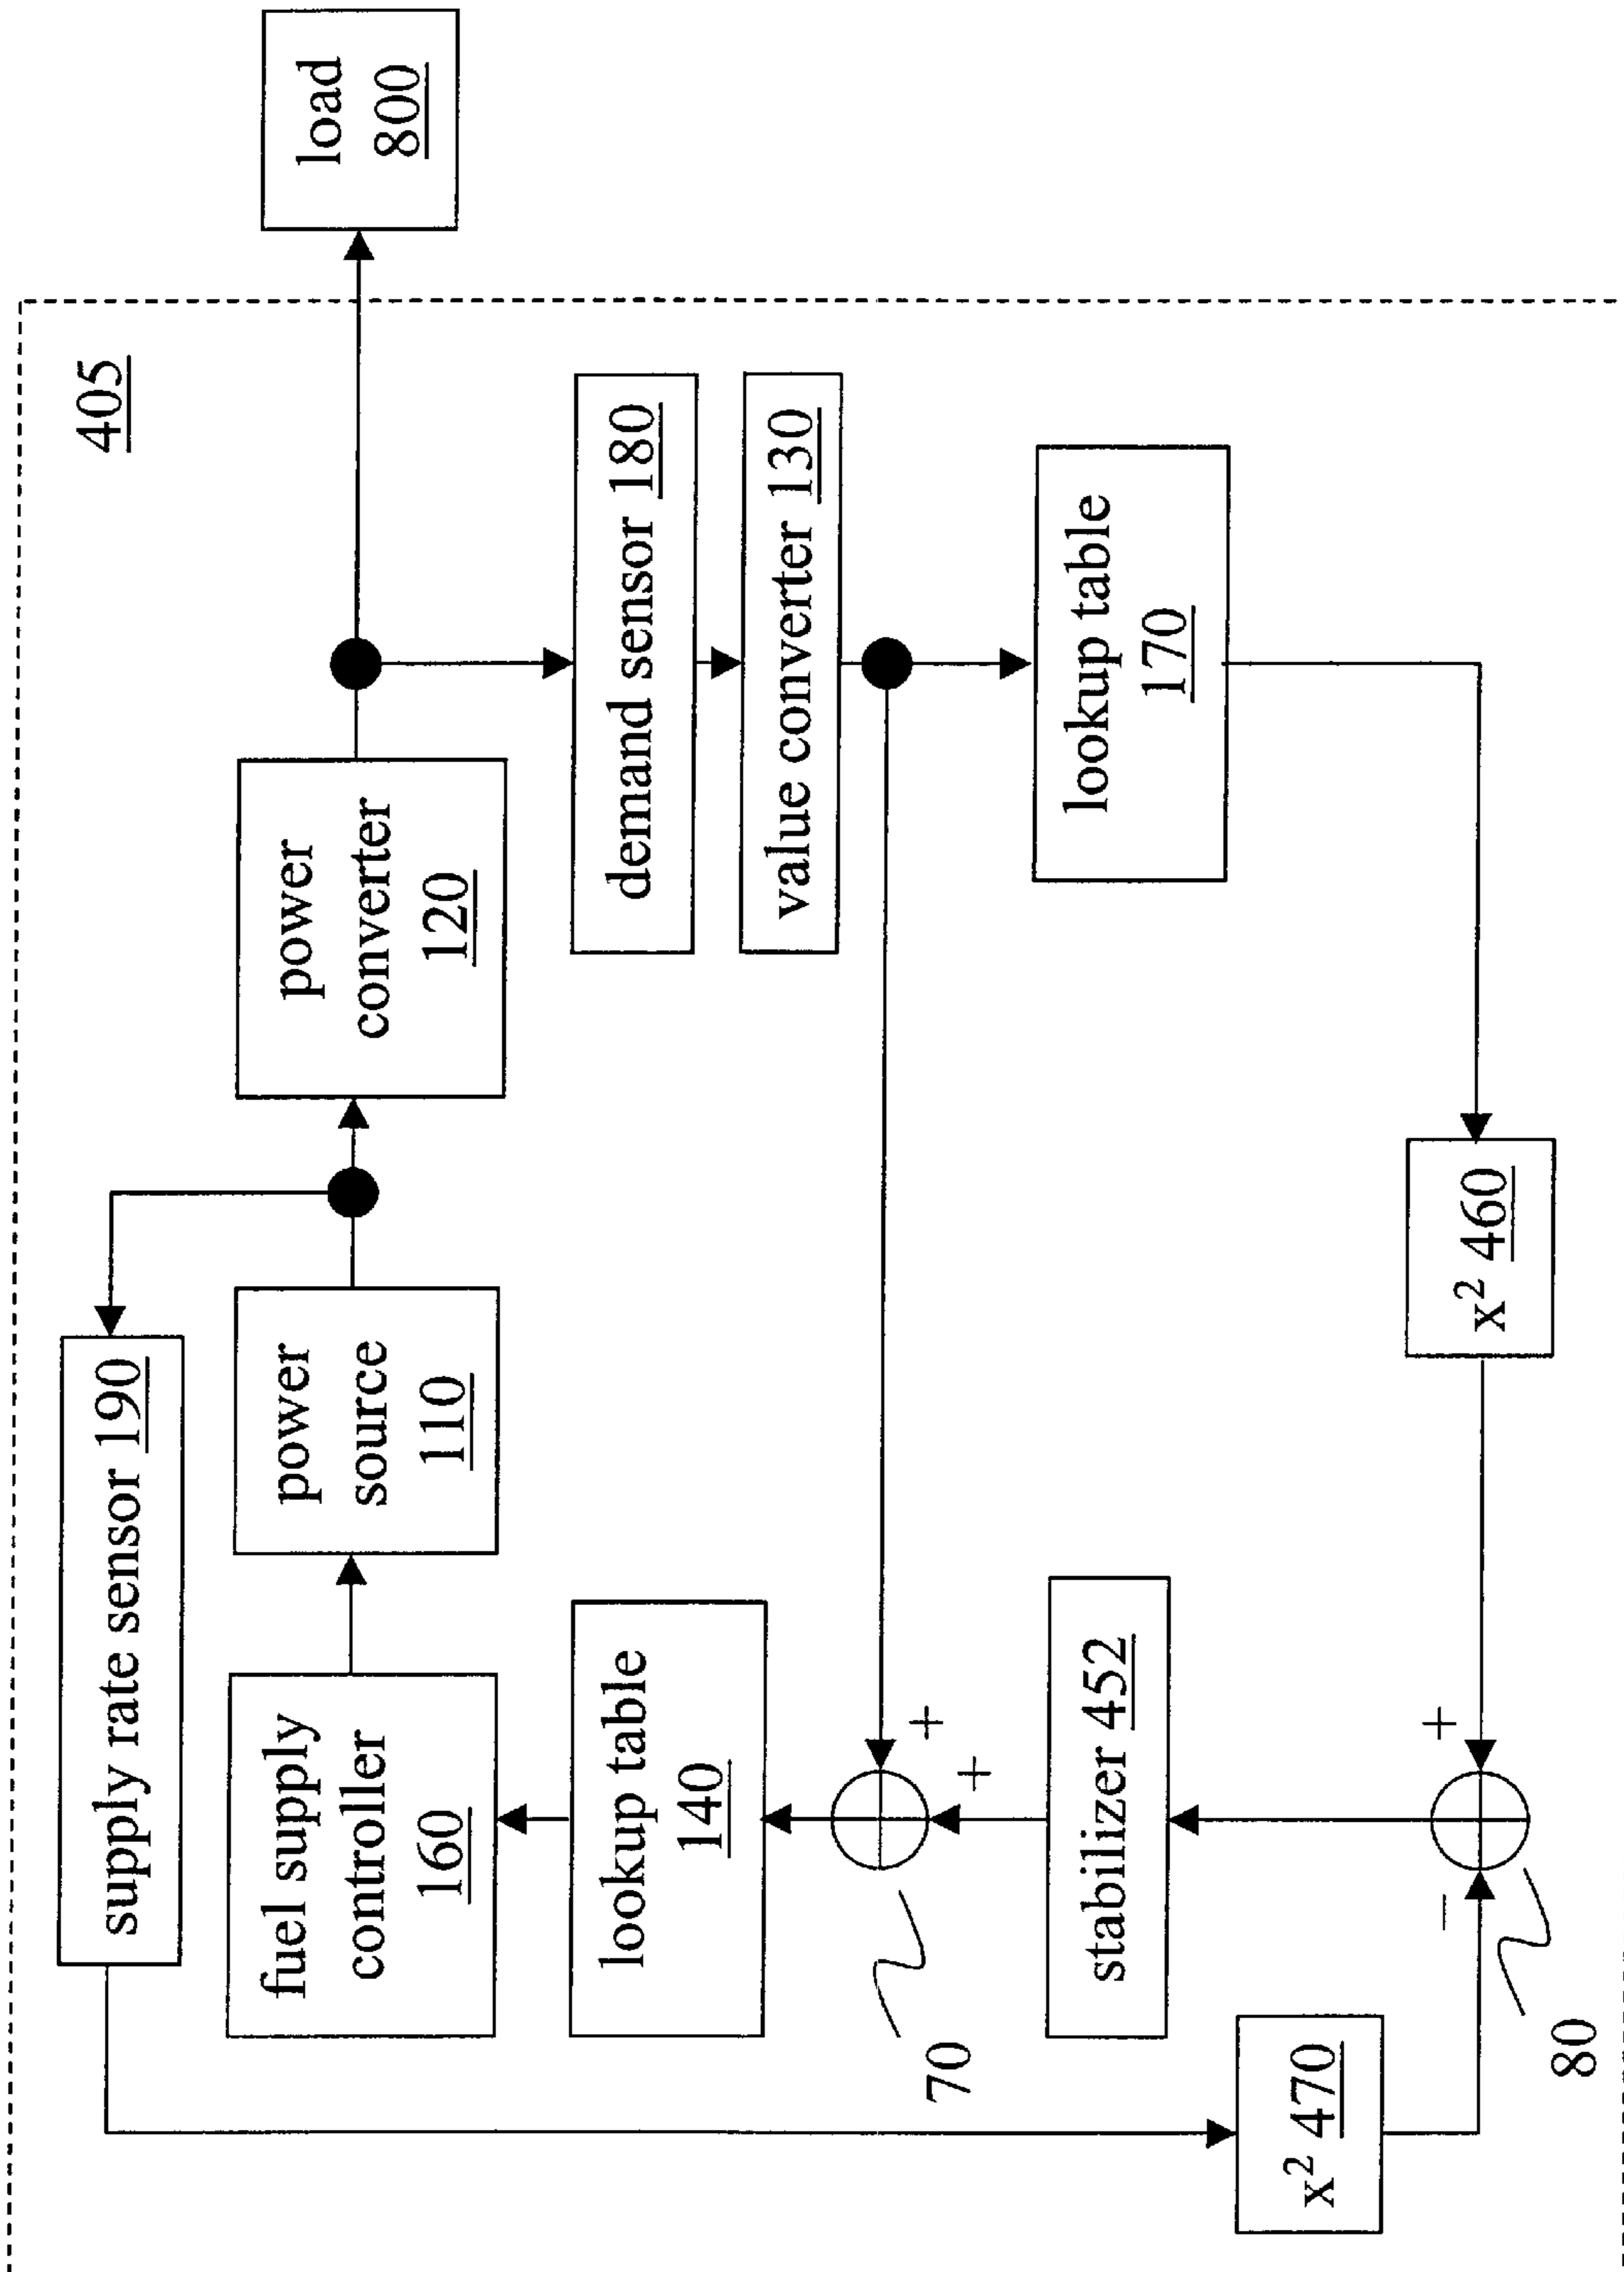 405
load
800
supply rate sensor 190
fuel supply
controller
160
power
source
110
power
converter
120
lookup table
140
demand sensor 180
value converter 130
70
+
+
stabilizer 452
lookup table
170
x² 470
−
+
80
x² 460